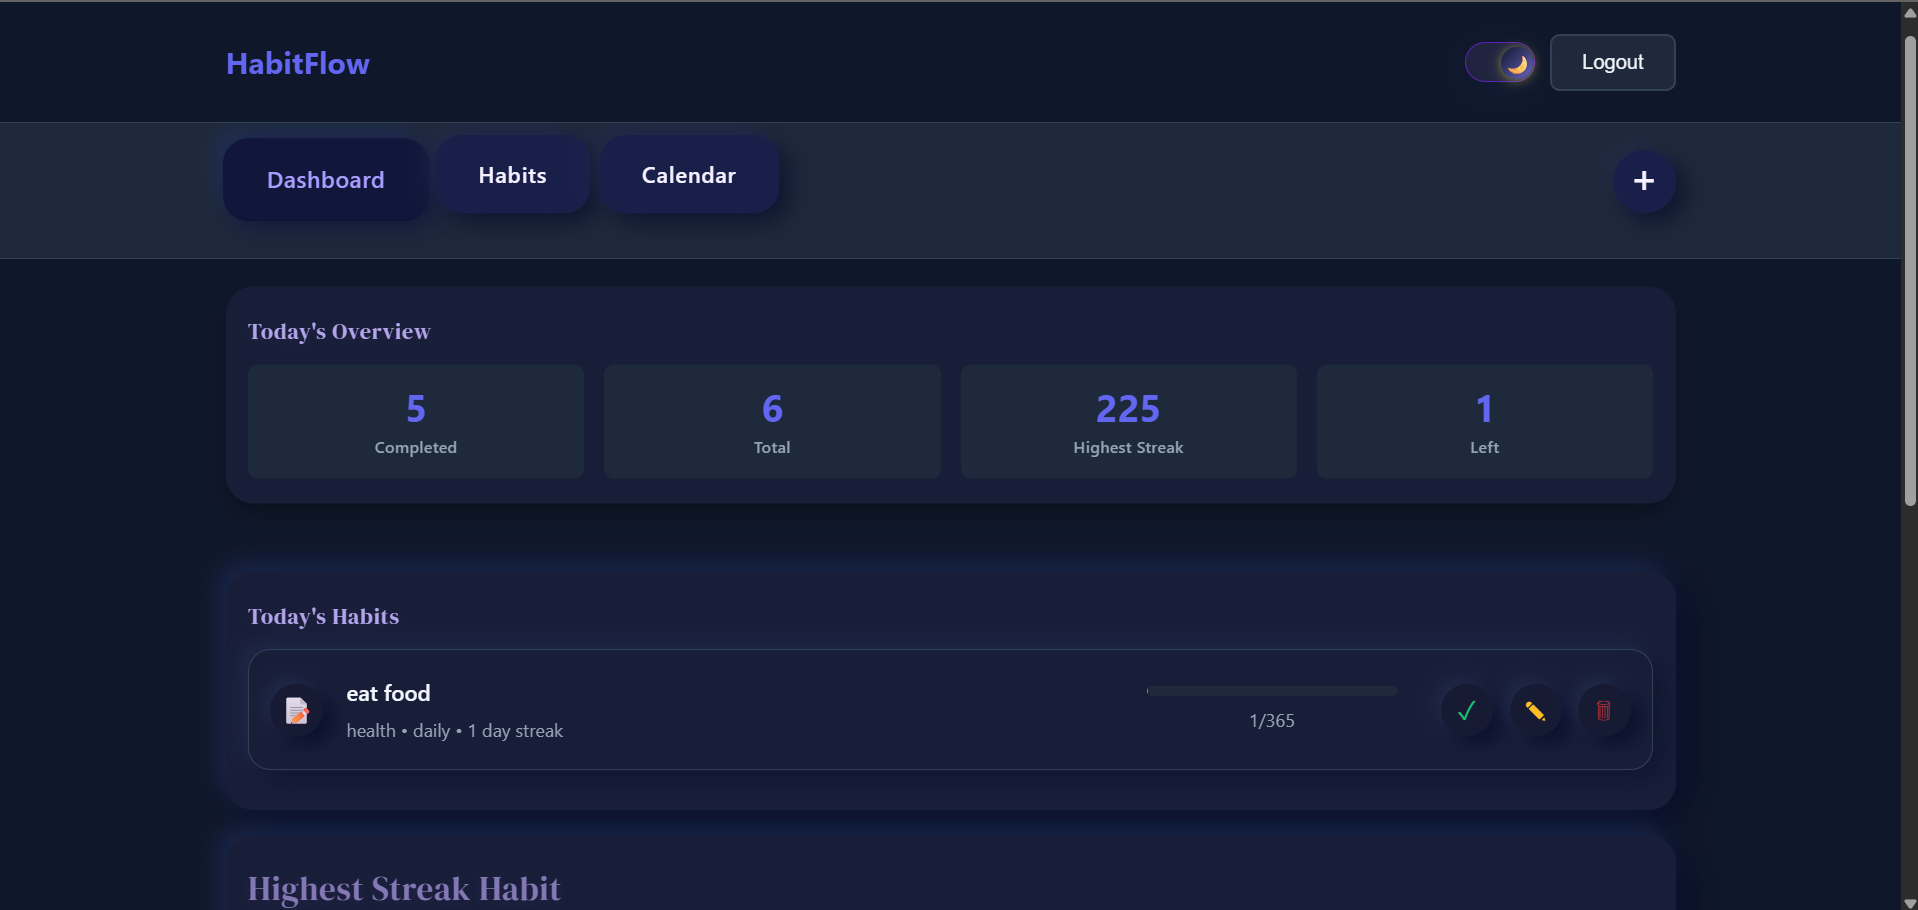 HabitFlow
Logout
Dashboard
Habits
Calendar
+
Today's Overview
5
Completed
6
Total
225
Highest Streak
1
Left
Today's Habits
eat food
health • daily • 1 day streak
1/365
Highest Streak Habit